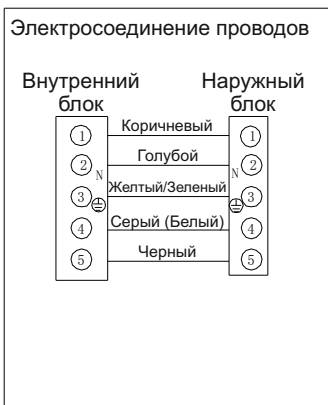 Электросоединение проводов
Внутренний блок
Наружный блок
1 Коричневый 1
2 N Голубой N 2
3 Желтый/Зеленый 3
4 Серый (Белый) 4
5 Черный 5